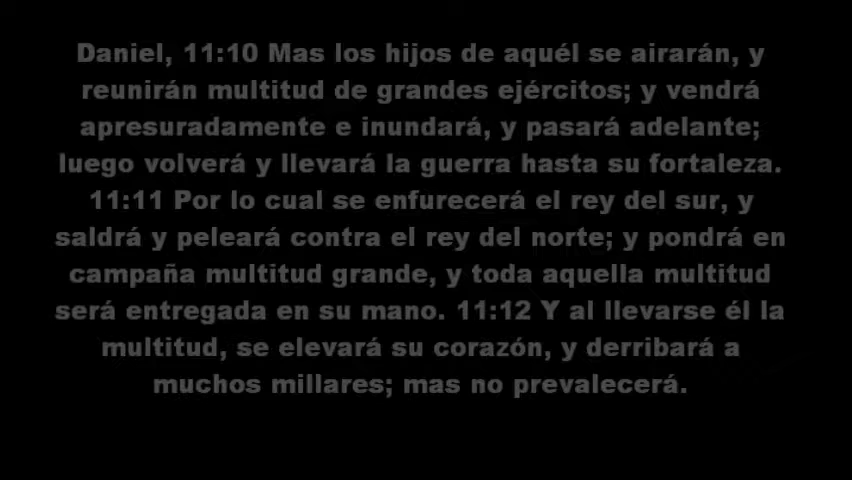 Daniel, 11:10 Mas los hijos de aquél se airarán, y
reunirán multitud de grandes ejércitos; y vendrá
apresuradamente e inundará, y pasará adelante;
luego volverá y llevará la guerra hasta su fortaleza.
11:11 Por lo cual se enfurecerá el rey del sur, y
saldrá y peleará contra el rey del norte; y pondrá en
campaña multitud grande, y toda aquella multitud
será entregada en su mano. 11:12 Y al llevarse él la
multitud, se elevará su corazón, y derribará a
muchos millares; mas no prevalecerá.